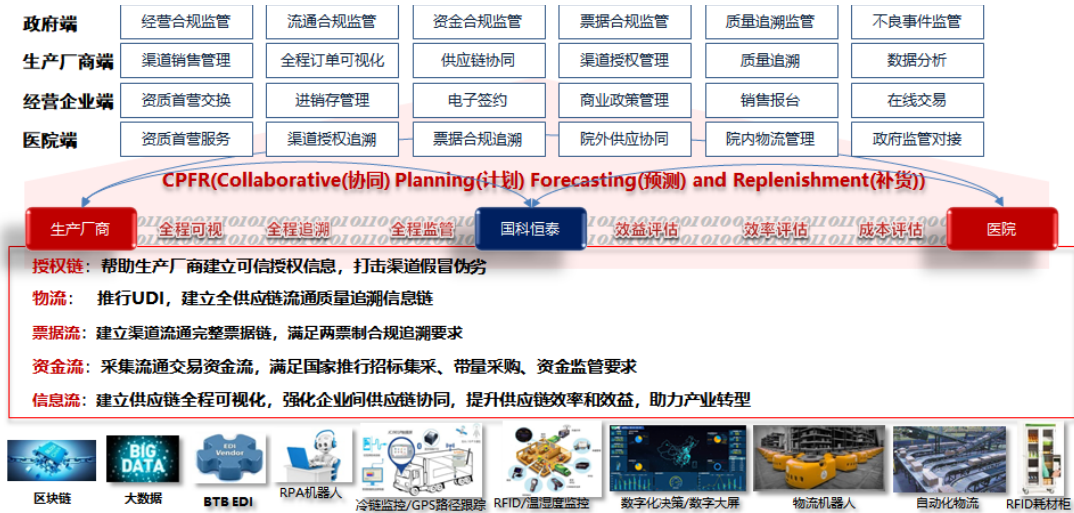 政府端 经营合规监管 流通合规监管 资金合规监管 票据合规监管 质量追溯监管 不良事件监管
生产厂商端 渠道销售管理 全程订单可视化 供应链协同 渠道授权管理 质量追溯 数据分析
经营企业端 资质首营交换 进销存管理 电子签约 商业政策管理 销售报台 在线交易
医院端 资质首营服务 渠道授权追溯 票据合规追溯 院外供应协同 院内物流管理 政府监管对接
CPFR(Collaborative(协同) Planning(计划) Forecasting(预测) and Replenishment(补货))
生产厂商 全程可视 全程追溯 全程监管 国科恒泰 效益评估 效率评估 成本评估 医院
授权链：帮助生产厂商建立可信授权信息，打击渠道假冒伪劣
物流： 推行UDI，建立全供应链流通质量追溯信息链
票据流：建立渠道流通完整票据链，满足两票制合规追溯要求
资金流：采集流通交易资金流，满足国家推行招标集采、带量采购、资金监管要求
信息流：建立供应链全程可视化，强化企业间供应链协同，提升供应链效率和效益，助力产业转型
BIG DATA
EDI Vendor
区块链 大数据 BTB EDI RPA机器人 冷链监控/GPS路径跟踪 RFID/温湿度监控 数字化决策/数字大屏 物流机器人 自动化物流 RFID耗材柜